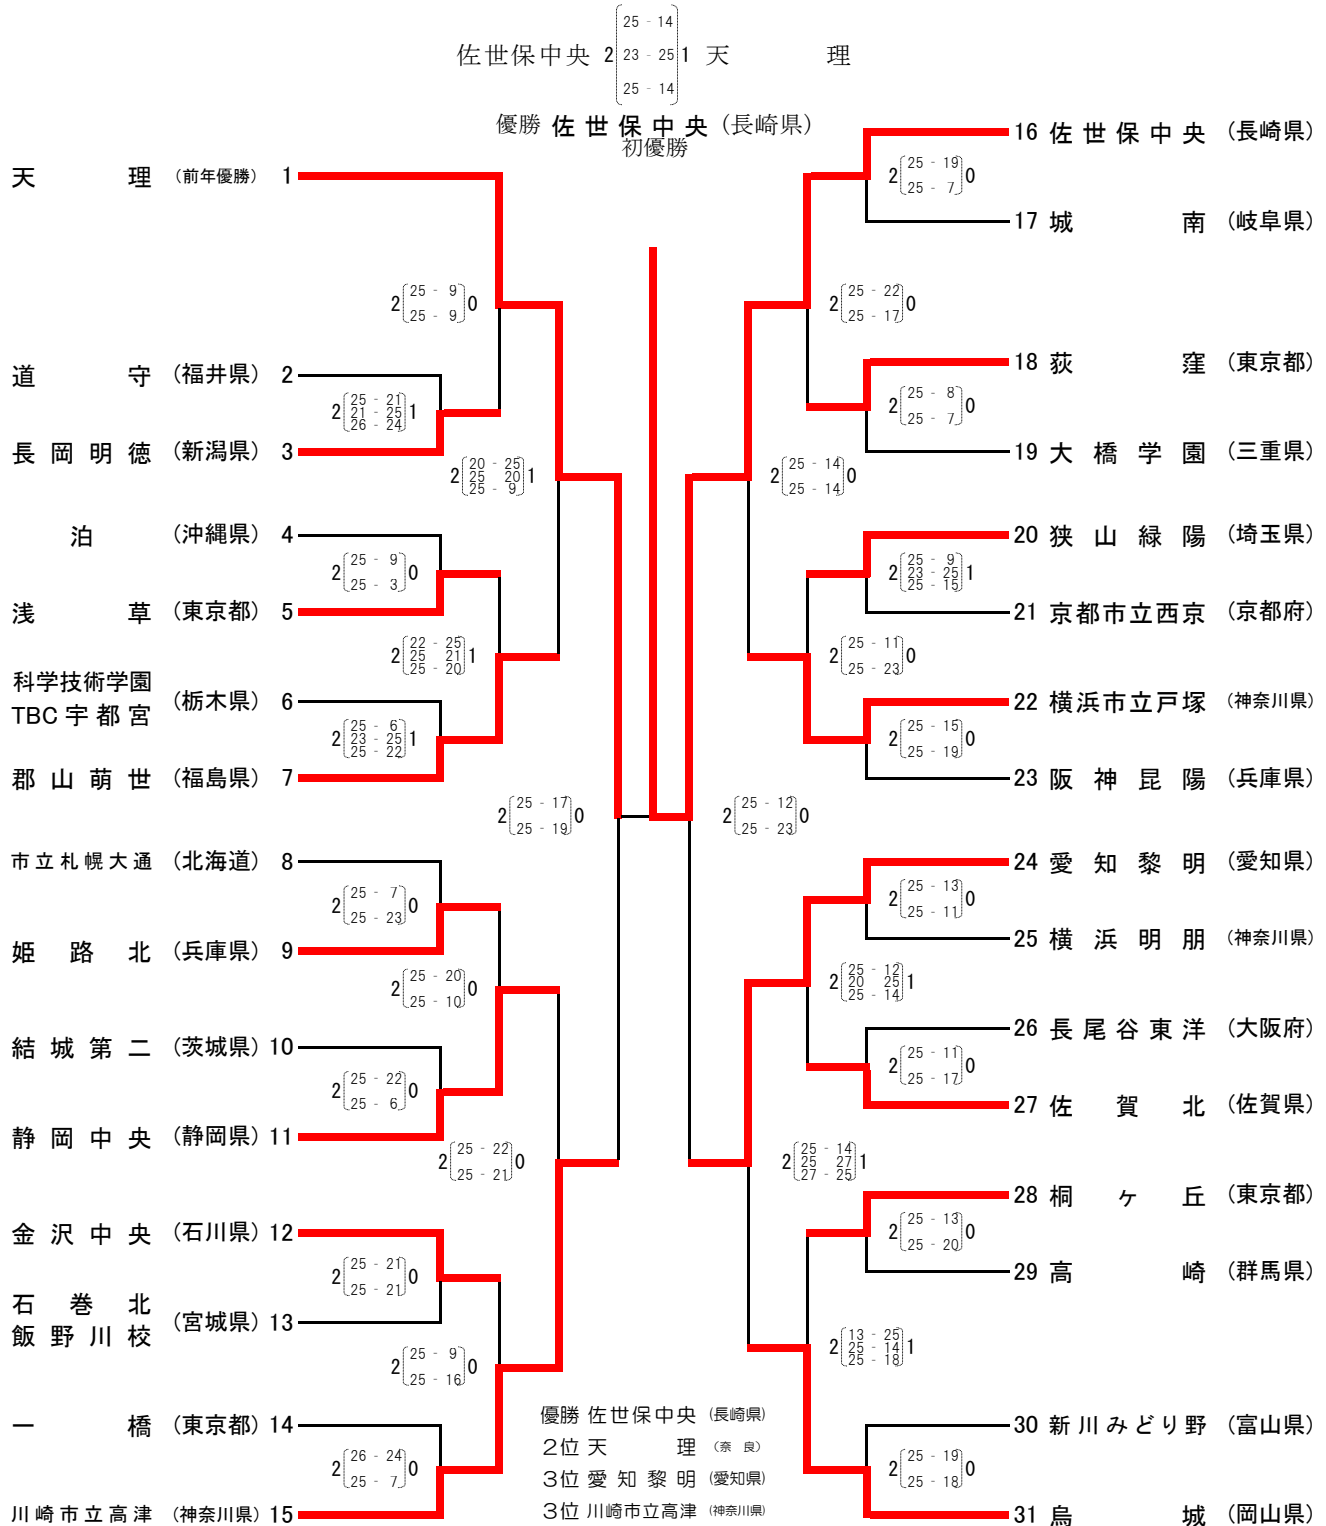 25 - 14
佐世保中央 2 23 - 25 1 天 理
25 - 14
優勝 佐世保中央 (長崎県)
初優勝
天 理 (前年優勝) 1
2 25 - 9 0
25 - 9
道 守 (福井県) 2
2 25 - 21 1
21 - 25
26 - 24
長岡明徳 (新潟県) 3
2 20 - 25 1
25 20
25 - 9
泊 (沖縄県) 4
2 25 - 9 0
25 - 3
浅 草 (東京都) 5
2 22 - 25 1
25 21
25 - 20
科学技術学園
TBC宇都宮 (栃木県) 6
2 25 - 6 1
23 - 25
25 - 22
郡山萌世 (福島県) 7
2 25 - 17 0
25 - 19
市立札幌大通 (北海道) 8
2 25 - 7 0
25 - 23
姫路北 (兵庫県) 9
2 25 - 20 0
25 - 10
結城第二 (茨城県) 10
2 25 - 22 0
25 - 6
静岡中央 (静岡県) 11
2 25 - 22 0
25 - 21
金沢中央 (石川県) 12
2 25 - 21 0
25 - 21
石巻北
飯野川校 (宮城県) 13
2 25 - 9 0
25 - 16
一 橋 (東京都) 14
2 26 - 24 0
25 - 7
川崎市立高津 (神奈川県) 15
16 佐世保中央 (長崎県)
2 25 - 19 0
25 - 7
17 城 南 (岐阜県)
2 25 - 22 0
25 - 17
18 荻 窪 (東京都)
2 25 - 8 0
25 - 7
19 大橋学園 (三重県)
2 25 - 14 0
25 - 14
20 狭山緑陽 (埼玉県)
2 25 - 9 1
23 - 25
25 - 15
21 京都市立西京 (京都府)
2 25 - 11 0
25 - 23
22 横浜市立戸塚 (神奈川県)
2 25 - 15 0
25 - 19
23 阪神昆陽 (兵庫県)
2 25 - 12 0
25 - 23
24 愛知黎明 (愛知県)
2 25 - 13 0
25 - 11
25 横浜明朋 (神奈川県)
2 25 - 12 1
20 25
25 - 14
26 長尾谷東洋 (大阪府)
2 25 - 11 0
25 - 17
27 佐賀北 (佐賀県)
2 25 - 14 1
25 27
27 - 25
28 桐ヶ丘 (東京都)
2 25 - 13 0
25 - 20
29 高 崎 (群馬県)
2 13 - 25 1
25 - 14
25 - 18
30 新川みどり野 (富山県)
2 25 - 19 0
25 - 18
31 烏 城 (岡山県)
優勝 佐世保中央 (長崎県)
2位 天 理 (奈 良)
3位 愛知黎明 (愛知県)
3位 川崎市立高津 (神奈川県)